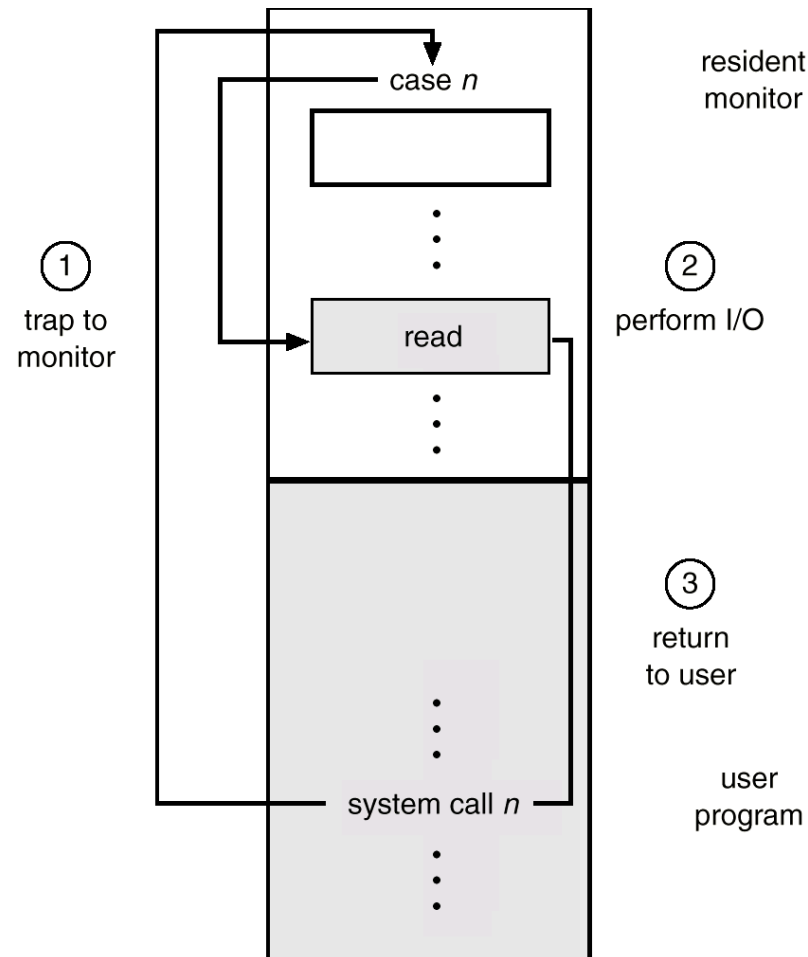 resident
monitor
case n
1
trap to
monitor
read
2
perform I/O
3
return
to user
system call n
user
program